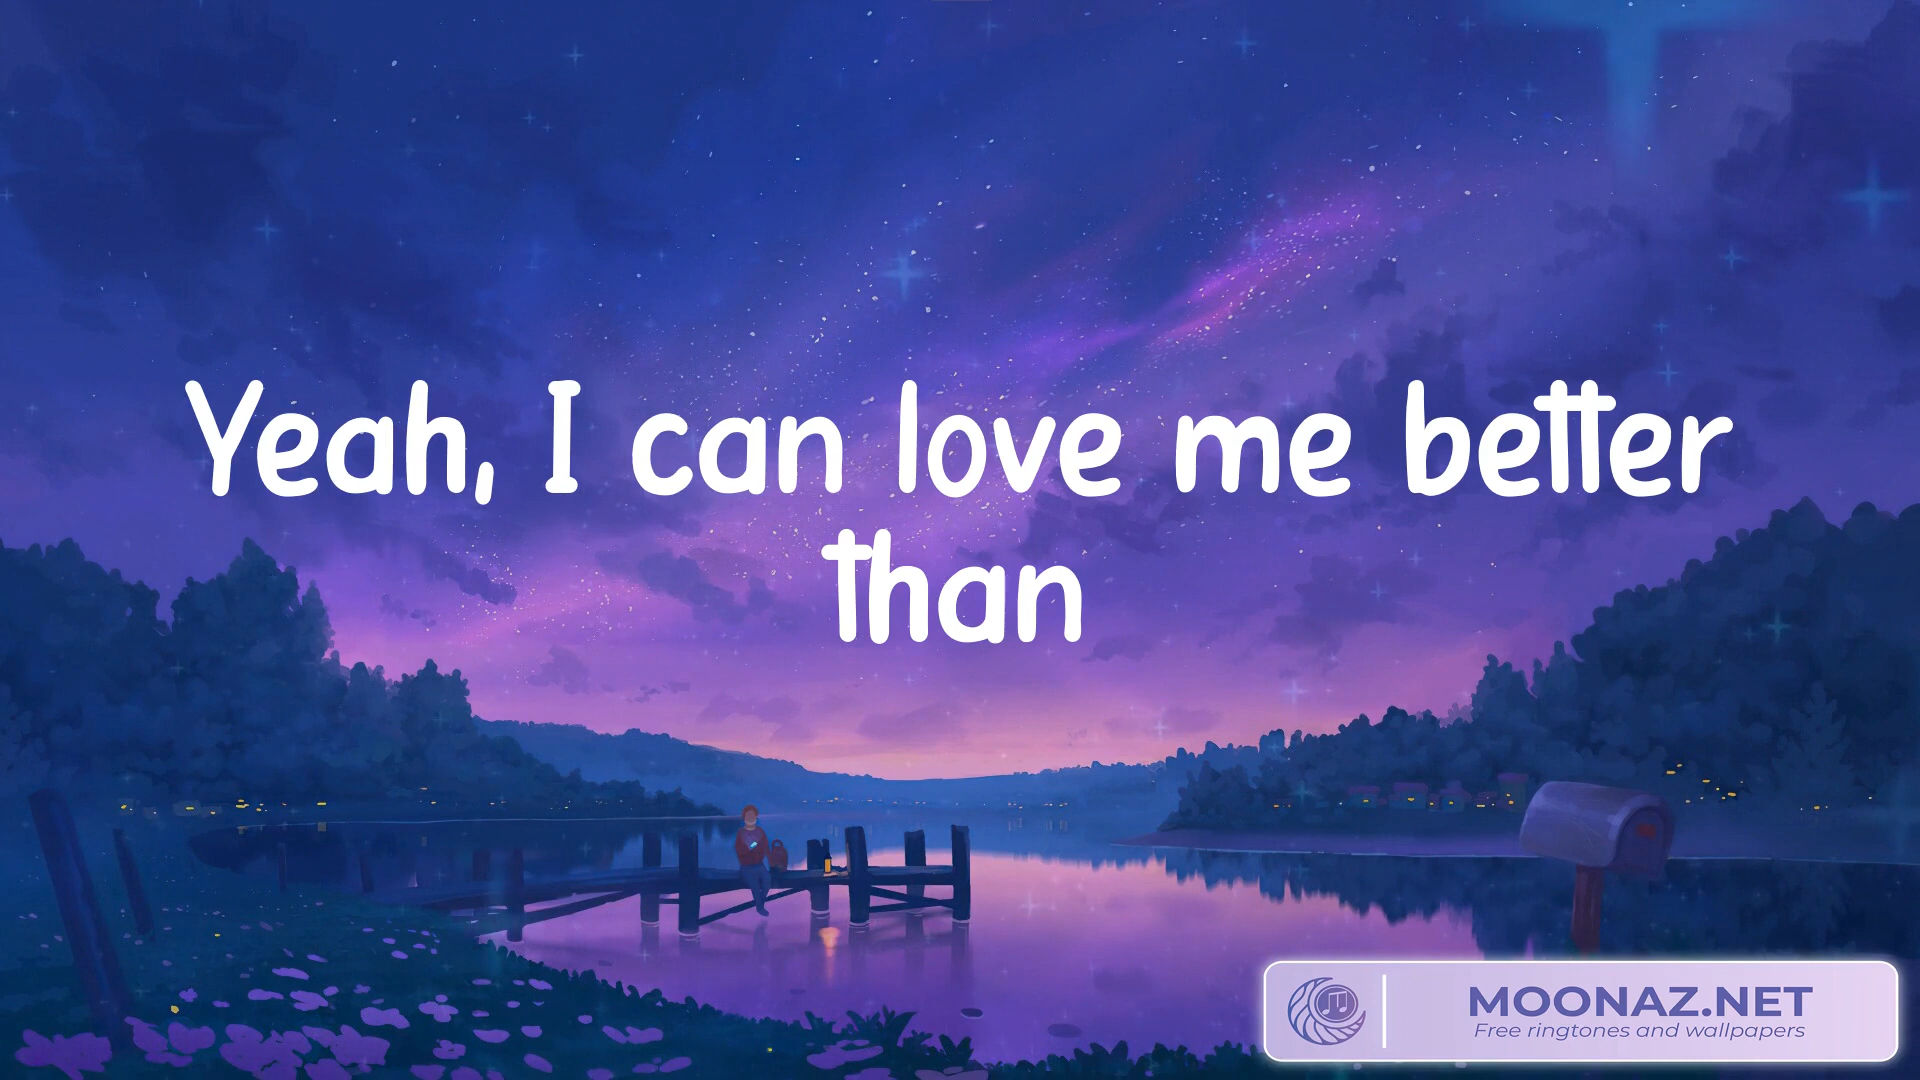 Yeah, I can love me better
than
MOONAZ.NET
Free ringtones and wallpapers